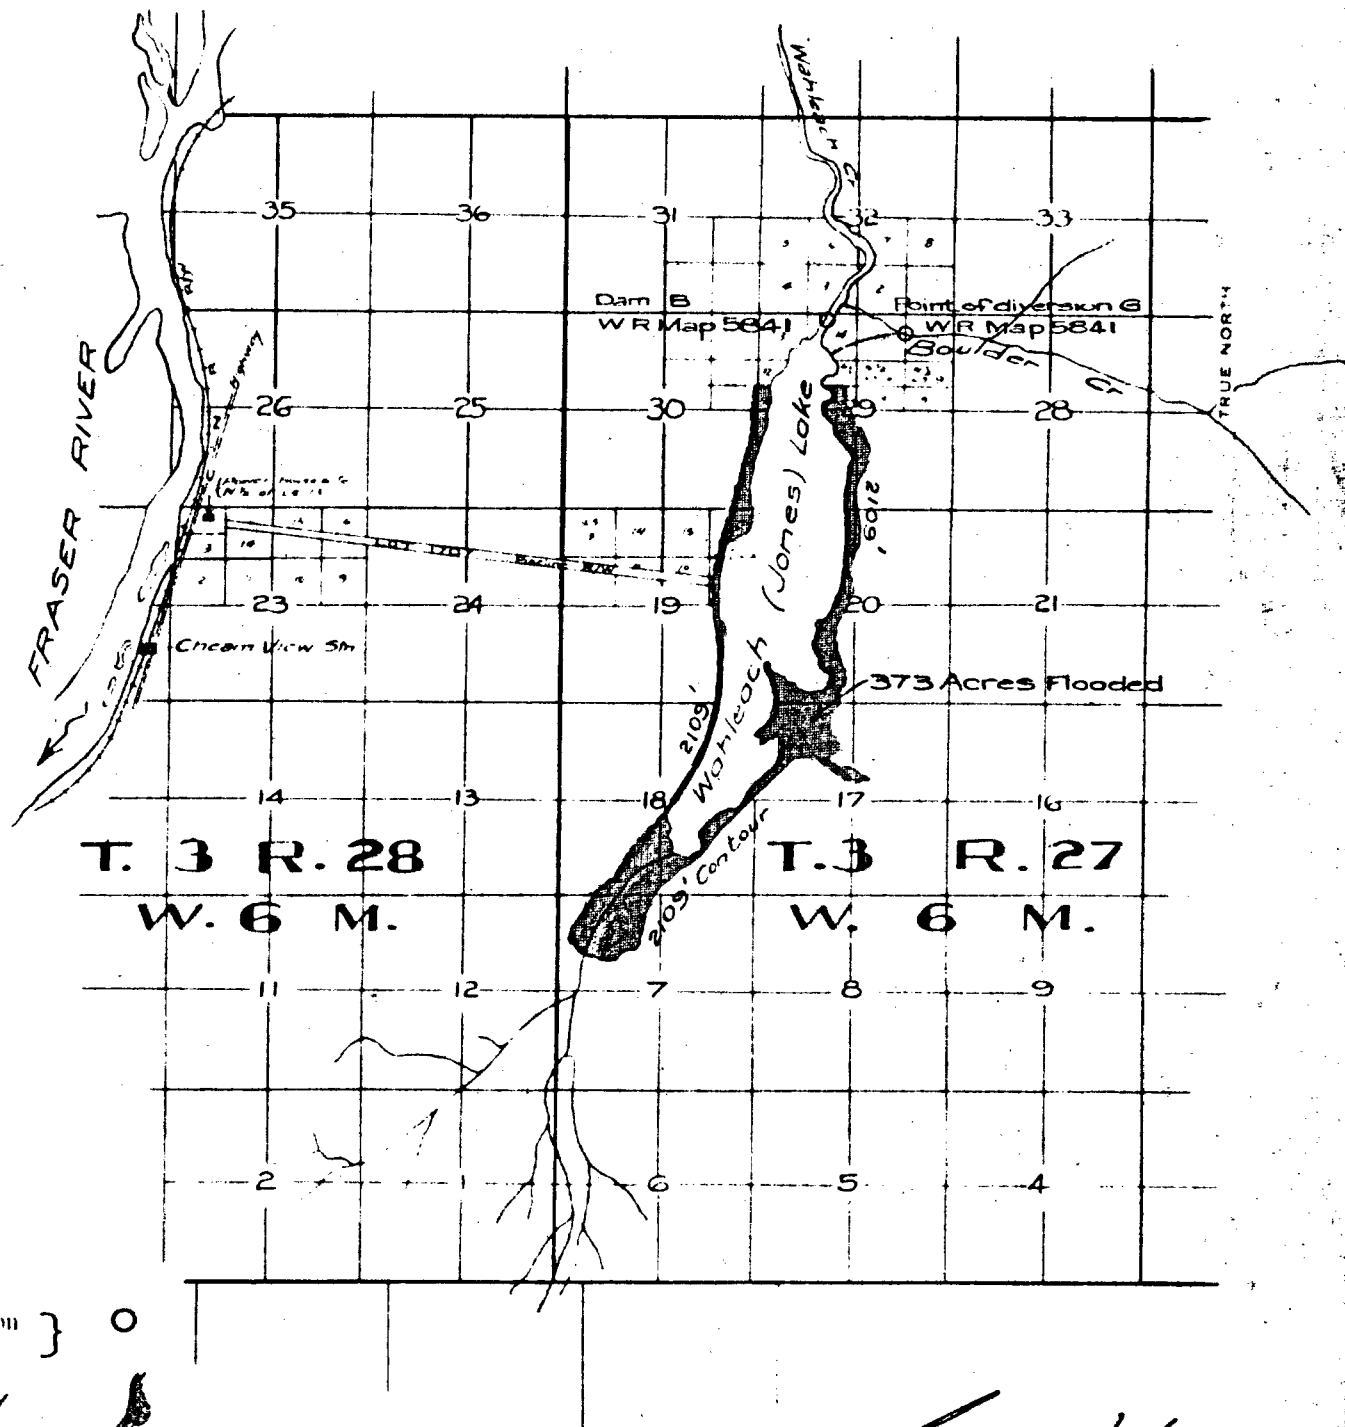 35 36 31 32 33
Dam B
W R Map 5841
Point of diversion G
W R Map 5841
Boulder Cr
TRUE NORTH
26 25 30 29 28
FRASER RIVER
Wahleach (Jones) Lake
2109'
23 24 19 20 21
Cheam View Stn
373 Acres Flooded
2109'
14 13 18 17 16
T. 3 R. 28
W. 6 M.
2109' Contour
T. 3 R. 27
W. 6 M.
11 12 7 8 9
2 1 6 5 4